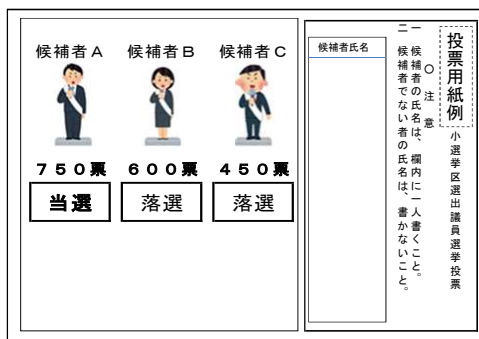 候補者A 候補者B 候補者C
750票 600票 450票
当選 落選 落選
投票用紙例
小選挙区選出議員選挙投票
○注意
一 候補者の氏名は、欄内に一人書くこと。
二 候補者でない者の氏名は、書かないこと。
候補者氏名